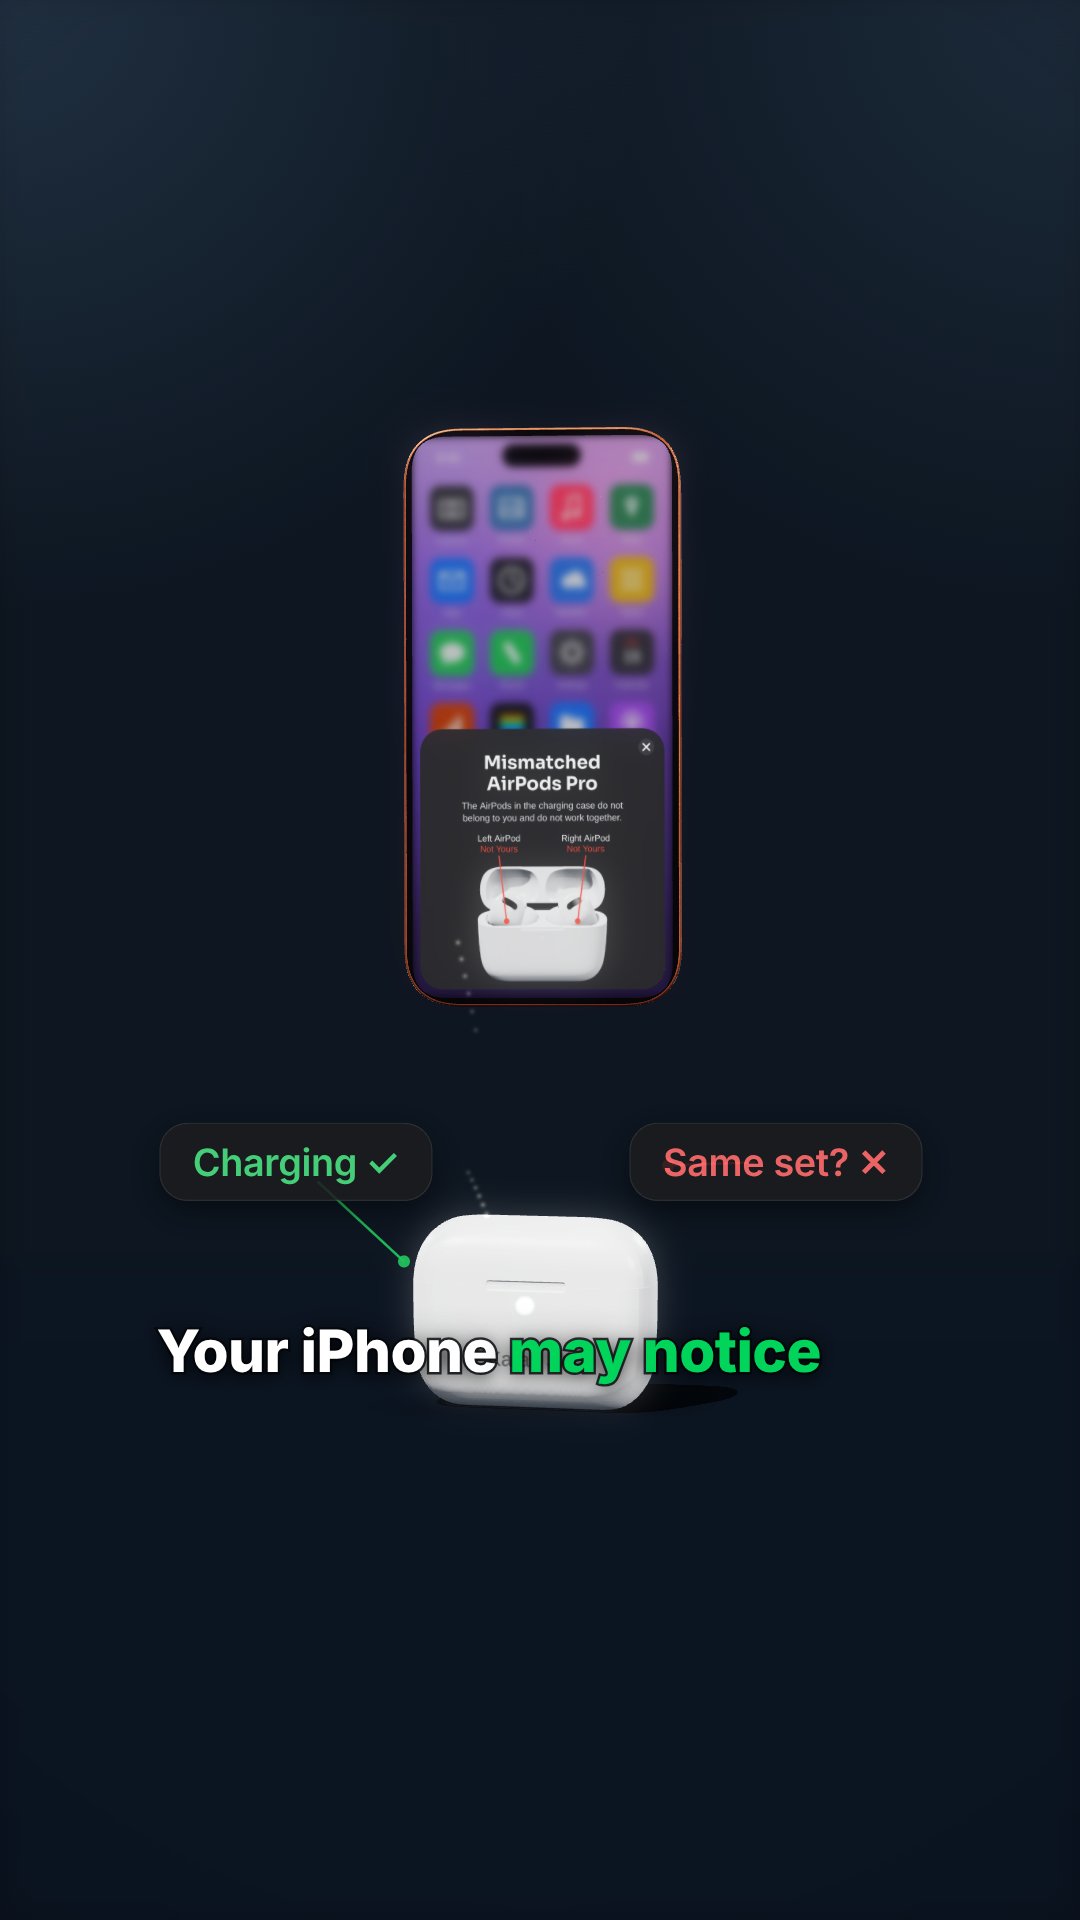 Mismatched
AirPods Pro
The AirPods in the charging case do not
belong to you and do not work together.
Left AirPod
Not Yours
Right AirPod
Not Yours
Charging ✓
Same set? ✕
Your iPhone may notice